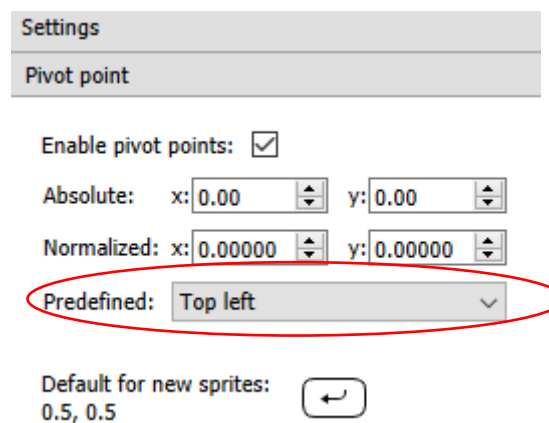 Settings
Pivot point
Enable pivot points:
Absolute: x: 0.00 y: 0.00
Normalized: x: 0.00000 y: 0.00000
Predefined: Top left
Default for new sprites:
0.5, 0.5